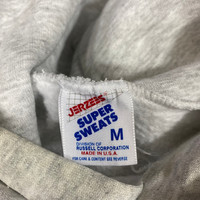 JERZEES
SUPER
SWEATS
M
DIVISION OF
RUSSELL CORPORATION
MADE IN U.S.A.
FOR CARE & CONTENT SEE REVERSE